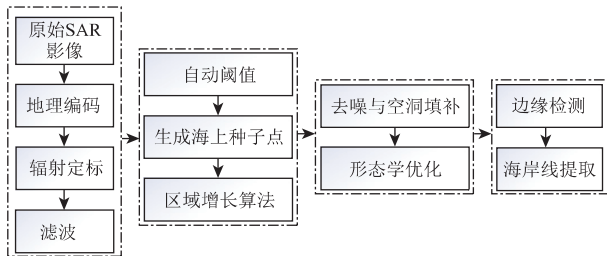 原始SAR
影像
地理编码
辐射定标
滤波
自动阈值
生成海上种子点
区域增长算法
去噪与空洞填补
形态学优化
边缘检测
海岸线提取